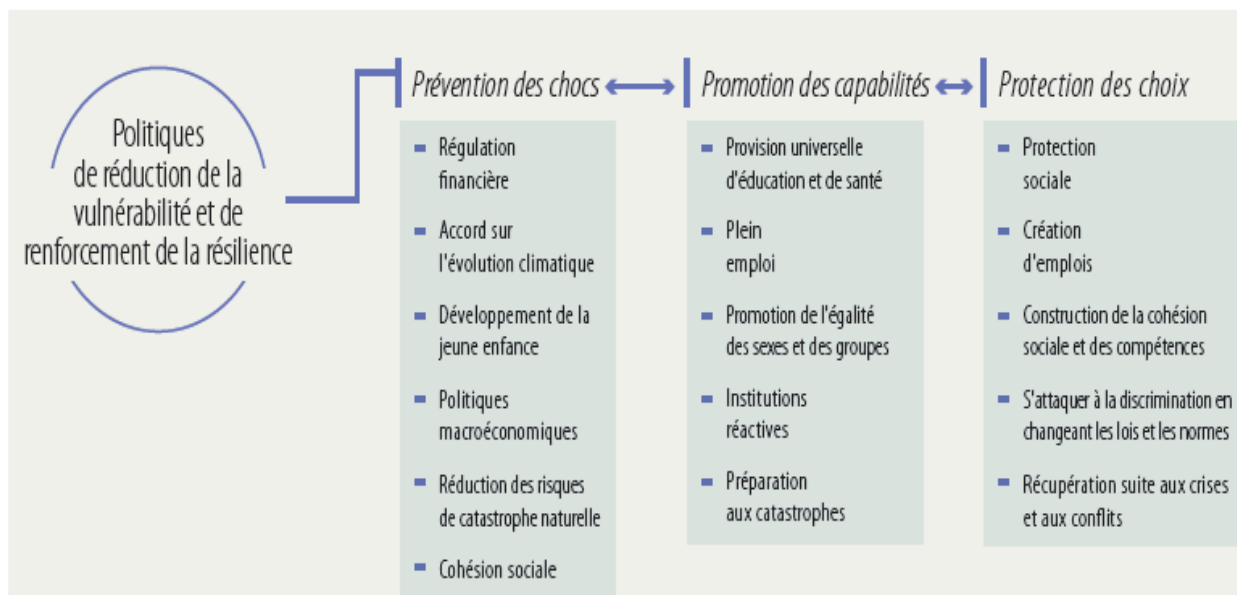 Politiques
de réduction de la
vulnérabilité et de
renforcement de la résilience
Prévention des chocs
Régulation
financière
Accord sur
l'évolution climatique
Développement de la
jeune enfance
Politiques
macroéconomiques
Réduction des risques
de catastrophe naturelle
Cohésion sociale
Promotion des capabilités
Provision universelle
d'éducation et de santé
Plein
emploi
Promotion de l'égalité
des sexes et des groupes
Institutions
réactives
Préparation
aux catastrophes
Protection des choix
Protection
sociale
Création
d'emplois
Construction de la cohésion
sociale et des compétences
S'attaquer à la discrimination en
changeant les lois et les normes
Récupération suite aux crises
et aux conflits